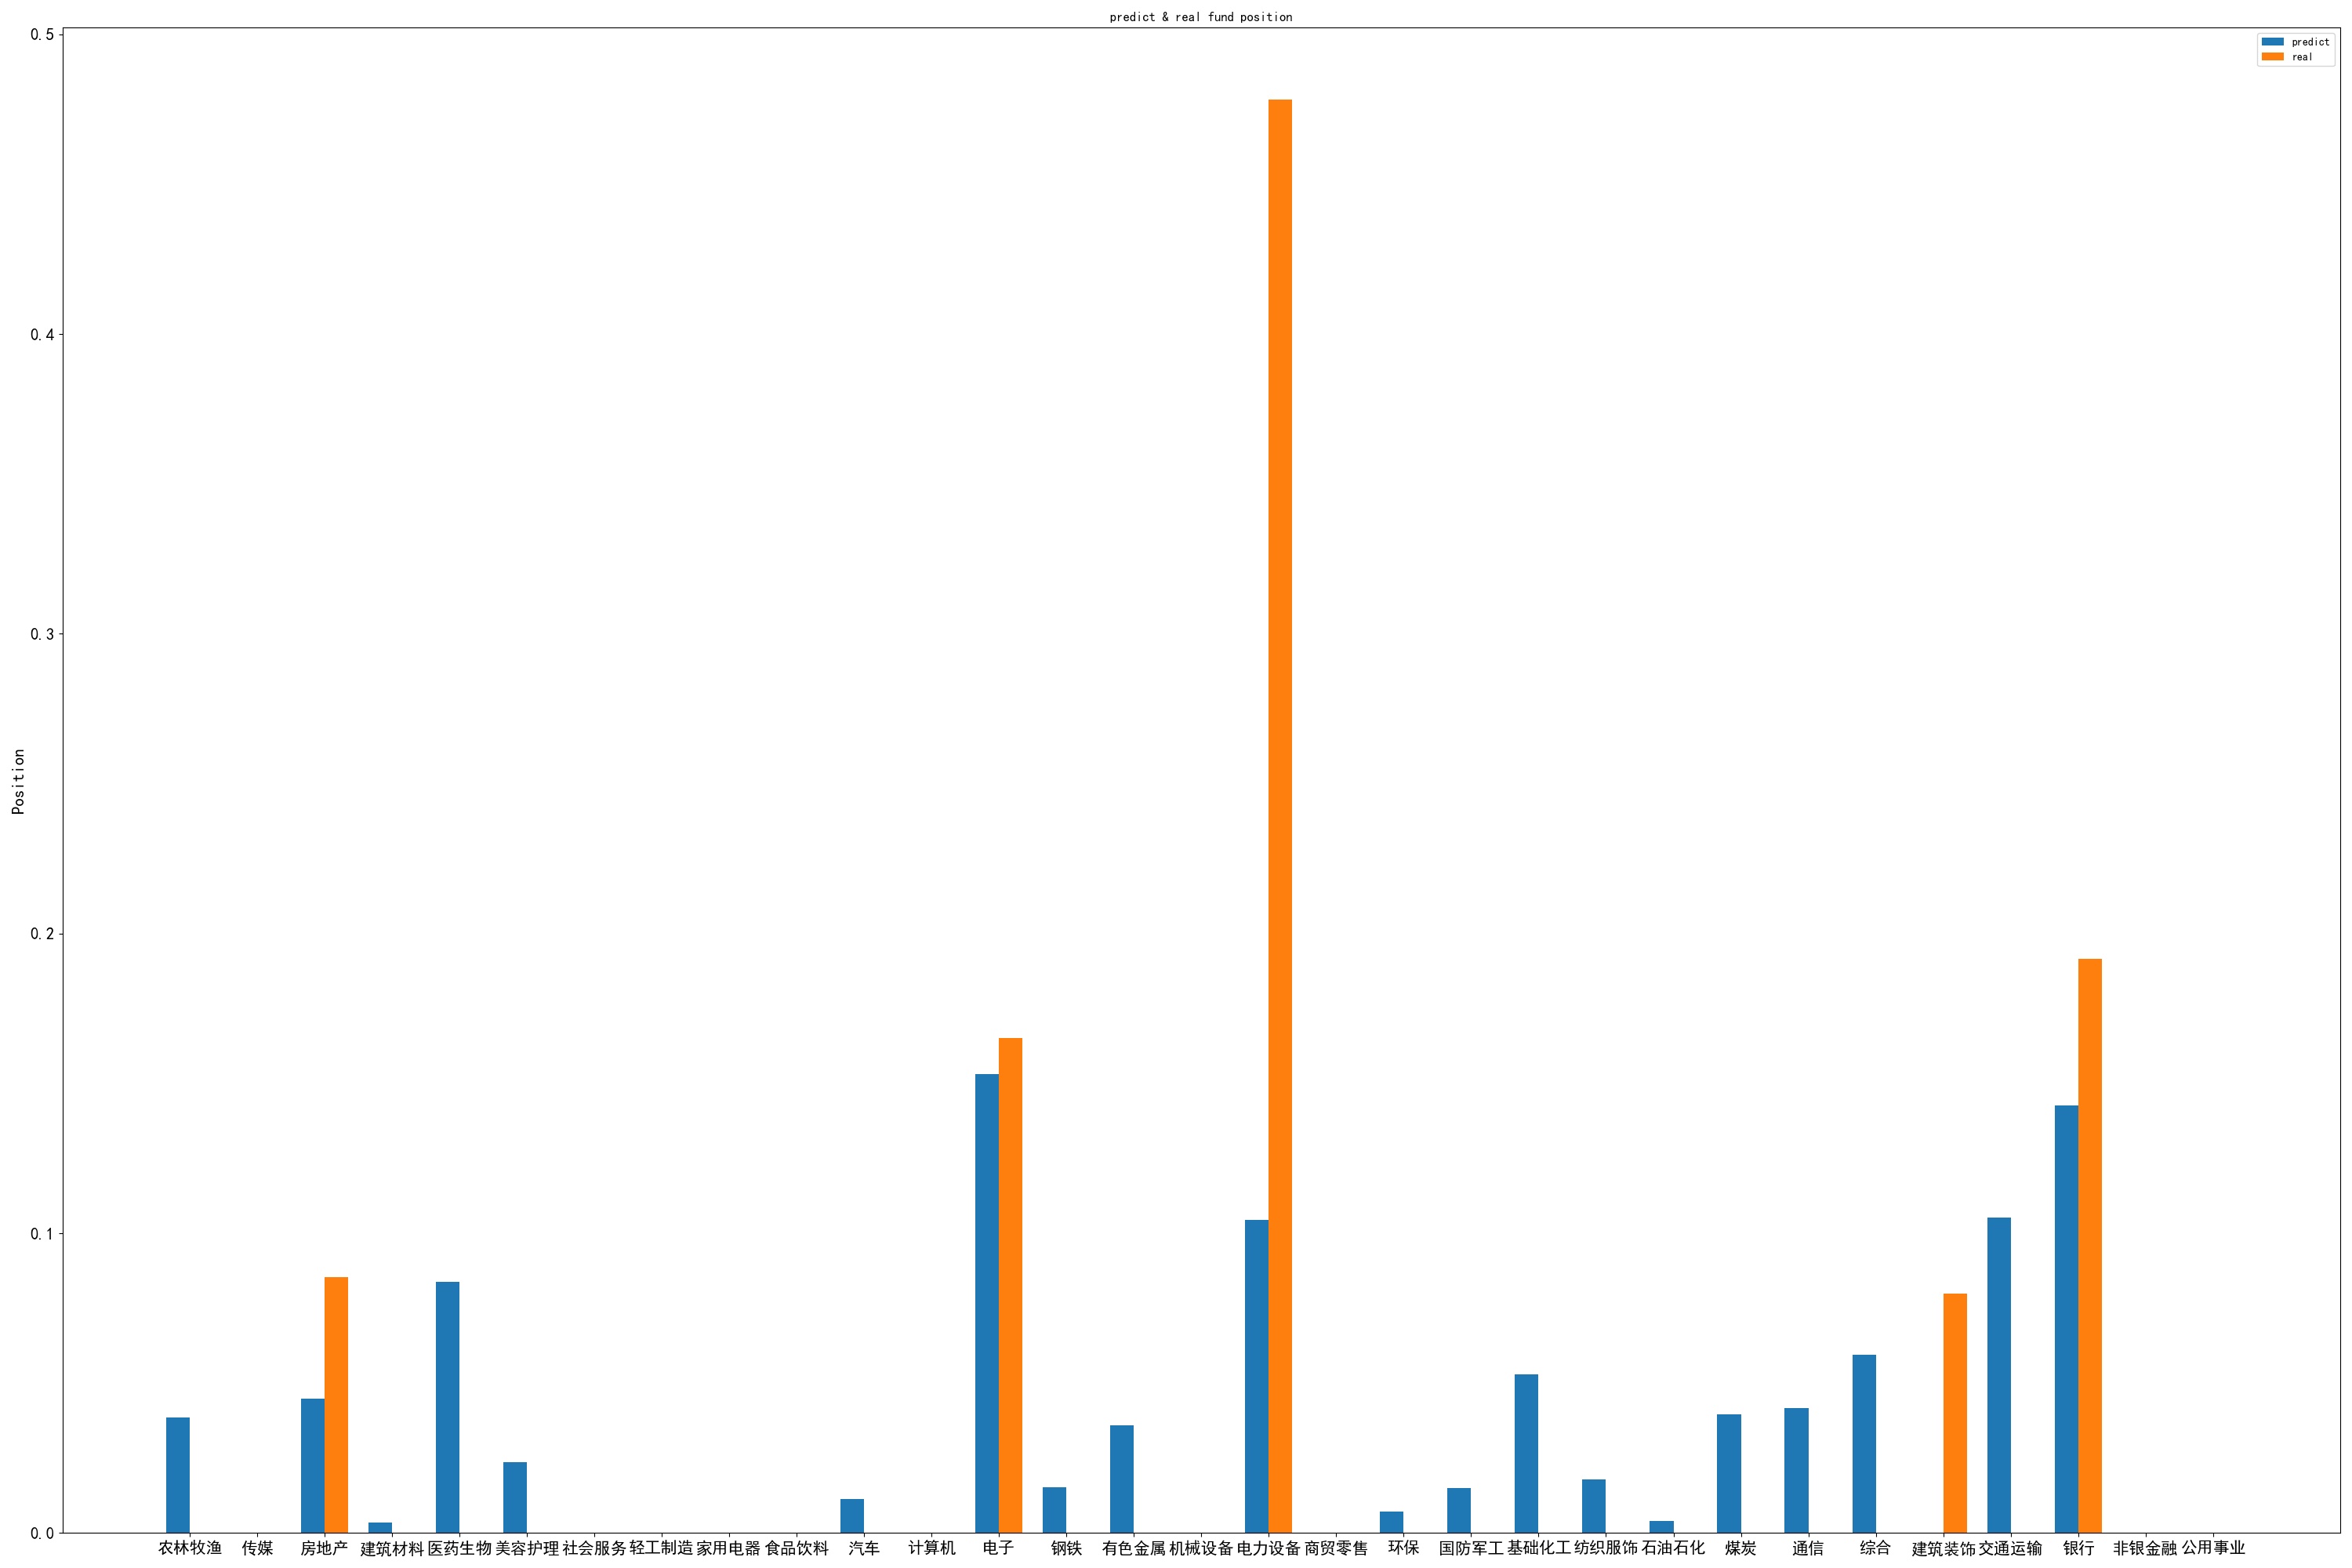 predict & real fund position
predict
real
Position
0.5
0.4
0.3
0.2
0.1
0.0
农林牧渔 传媒 房地产 建筑材料 医药生物 美容护理 社会服务 轻工制造 家用电器 食品饮料 汽车 计算机 电子 钢铁 有色金属 机械设备 电力设备 商贸零售 环保 国防军工 基础化工 纺织服饰 石油石化 煤炭 通信 综合 建筑装饰 交通运输 银行 非银金融 公用事业